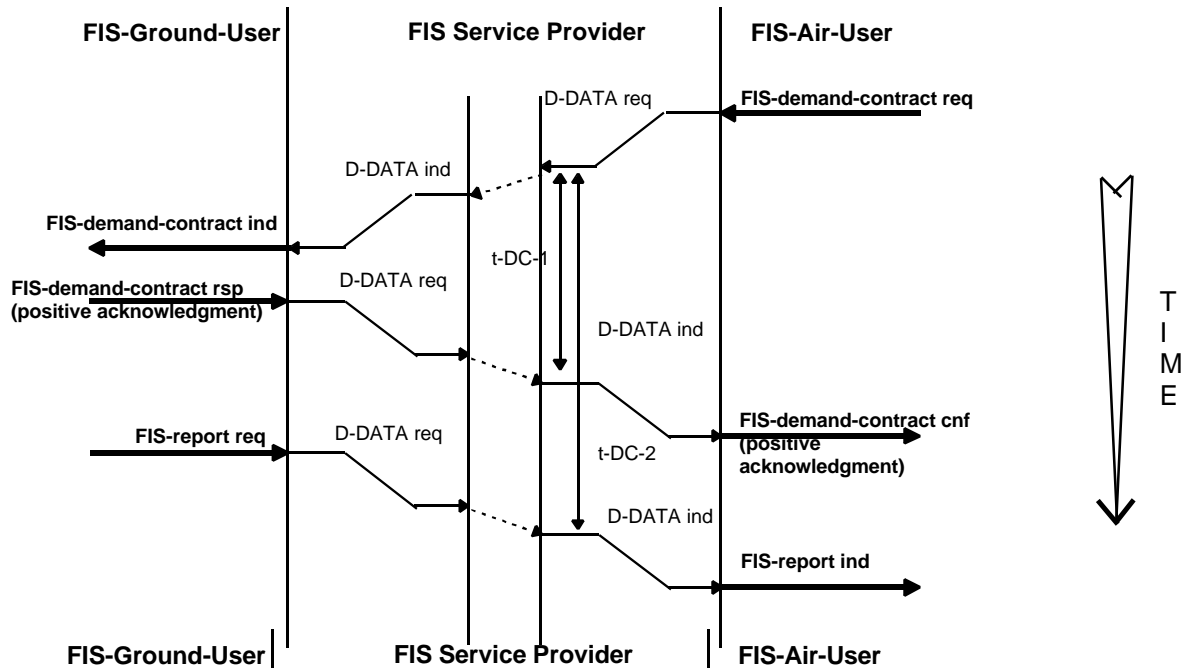 FIS-Ground-User
FIS Service Provider
FIS-Air-User
D-DATA req
FIS-demand-contract req
D-DATA ind
FIS-demand-contract ind
t-DC-1
FIS-demand-contract rsp
(positive acknowledgment)
D-DATA req
D-DATA ind
T
I
M
E
FIS-demand-contract cnf
(positive
acknowledgment)
FIS-report req
D-DATA req
t-DC-2
D-DATA ind
FIS-report ind
FIS-Ground-User
FIS Service Provider
FIS-Air-User